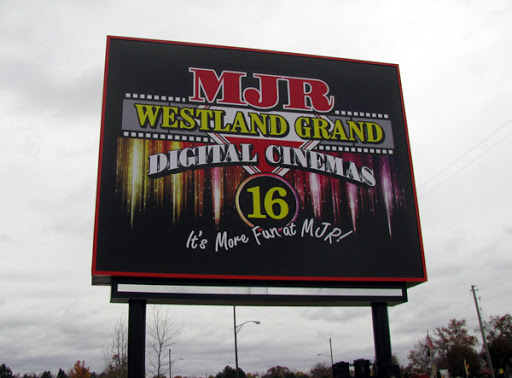 MJR
WESTLAND GRAND
DIGITAL CINEMAS
16
It's More Fun at MJR!